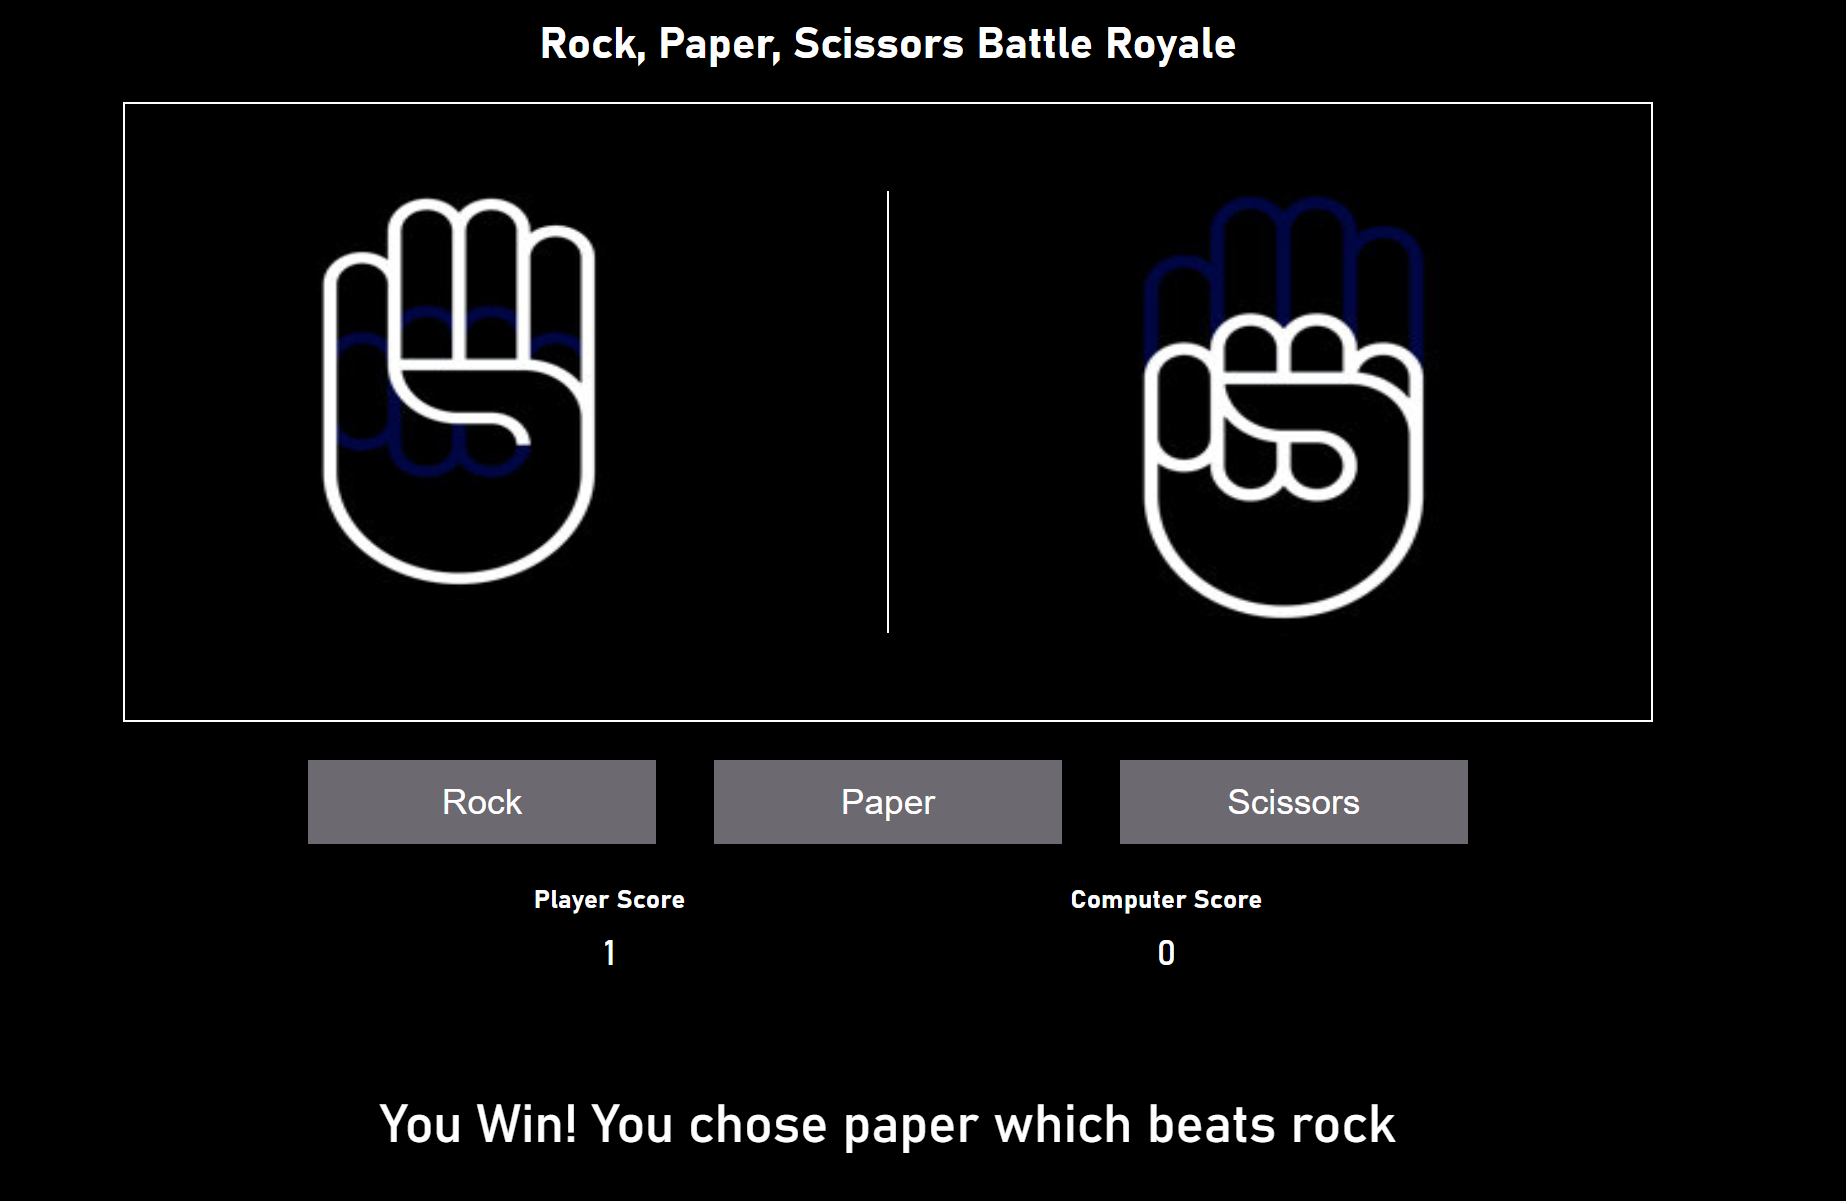 Rock, Paper, Scissors Battle Royale
Rock
Paper
Scissors
Player Score
Computer Score
1
0
You Win! You chose paper which beats rock